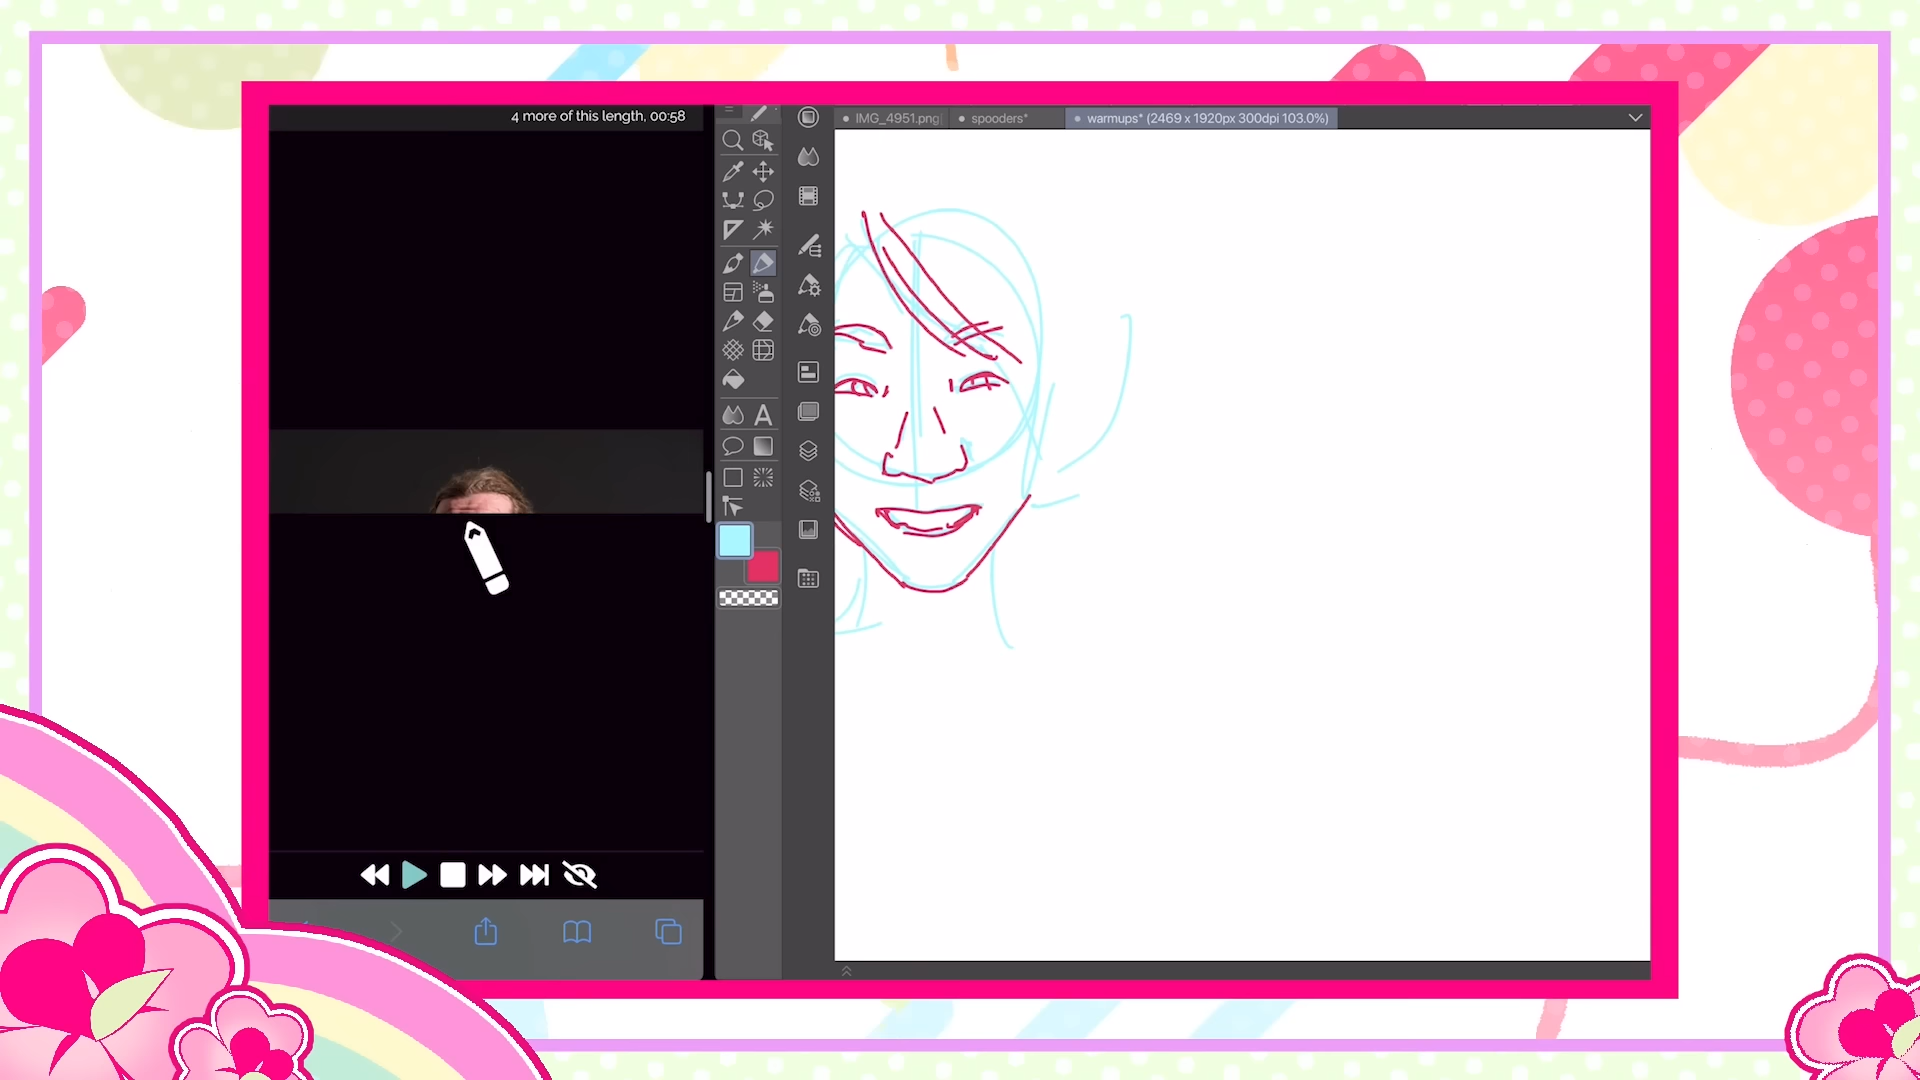 4 more of this length, 00:58
IMG_4951.png
spooders*
warmups* (2469 x 1920px 300dpi 103.0%)
A